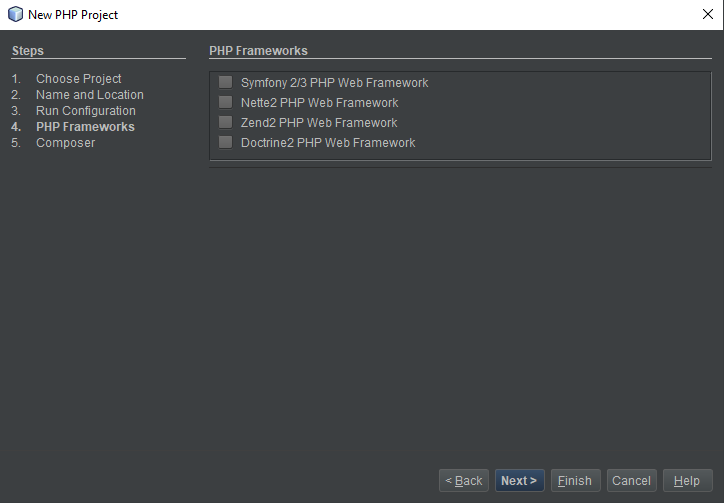 New PHP Project
Steps
1. Choose Project
2. Name and Location
3. Run Configuration
4. PHP Frameworks
5. Composer
PHP Frameworks
Symfony 2/3 PHP Web Framework
Nette2 PHP Web Framework
Zend2 PHP Web Framework
Doctrine2 PHP Web Framework
< Back Next > Finish Cancel Help